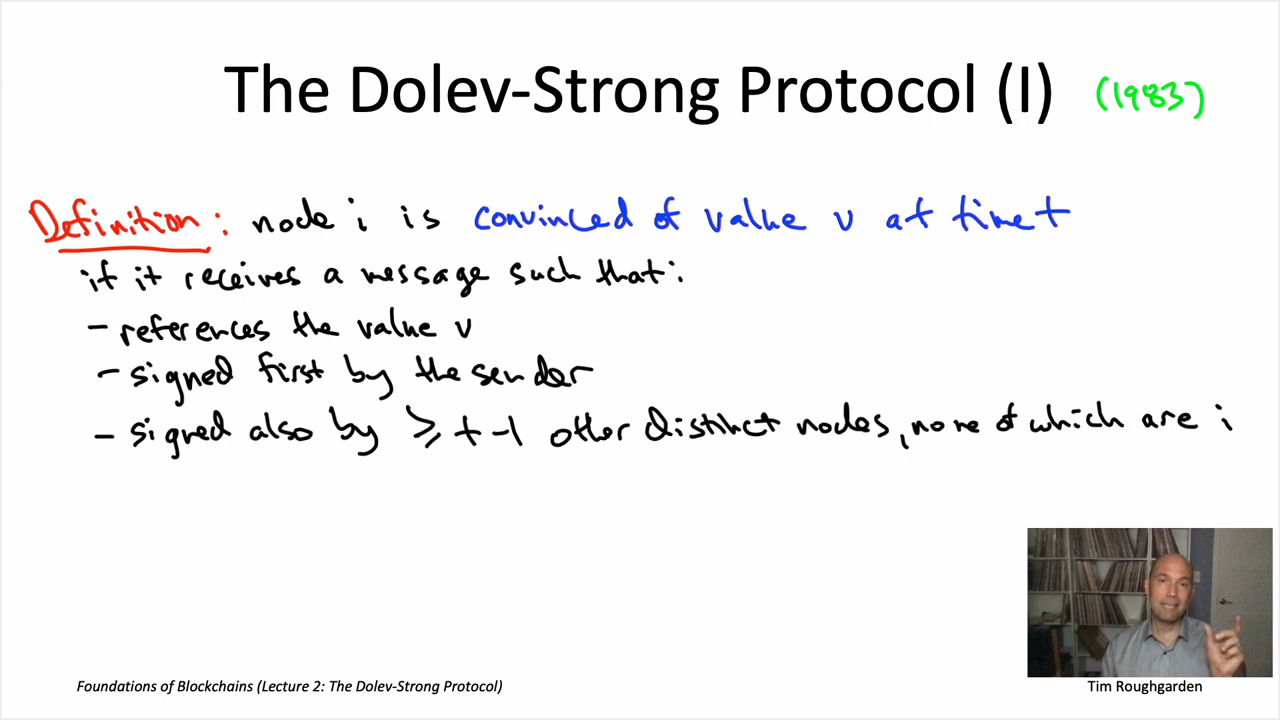 The Dolev-Strong Protocol (I) (1983)
Definition: node i is convinced of value v at time t
if it receives a message such that:
- references the value v
- signed first by the sender
- signed also by ≥ t-1 other distinct nodes, none of which are i
Foundations of Blockchains (Lecture 2: The Dolev-Strong Protocol)
Tim Roughgarden